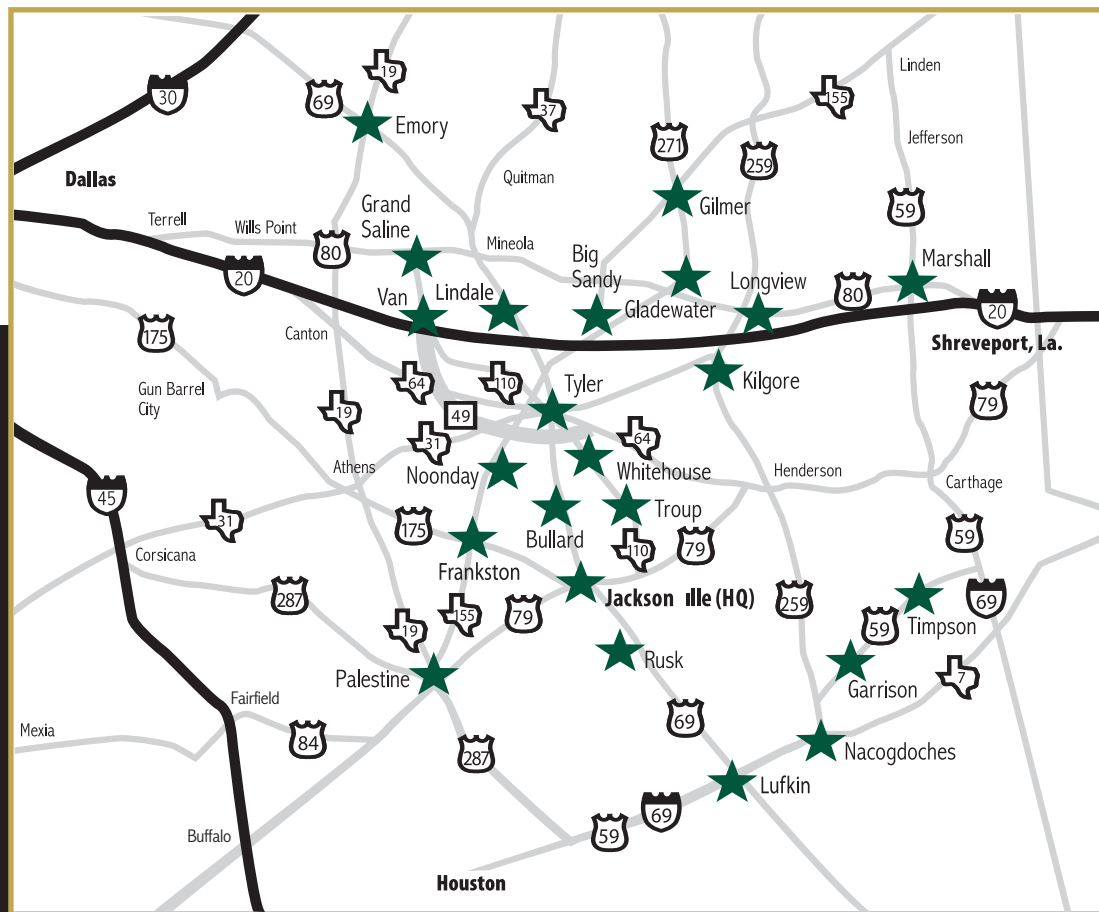 19
30
69
37
155
Linden
Emory
271
259
Jefferson
Dallas
Quitman
59
Grand
Saline
Gilmer
Terrell
Wills Point
80
Mineola
Big
Sandy
Marshall
20
Van
Lindale
Gladewater
Longview
80
20
175
Canton
Shreveport, La.
64
110
Tyler
Kilgore
Gun Barrel
City
19
49
79
31
64
Athens
Noonday
Whitehouse
Henderson
Carthage
45
31
175
Bullard
Troup
59
Corsicana
Frankston
110
79
287
155
79
Jackson ille (HQ)
259
69
19
59
Timpson
Palestine
Rusk
Garrison
7
Fairfield
Mexia
84
69
287
Nacogdoches
Lufkin
Buffalo
59
69
Houston